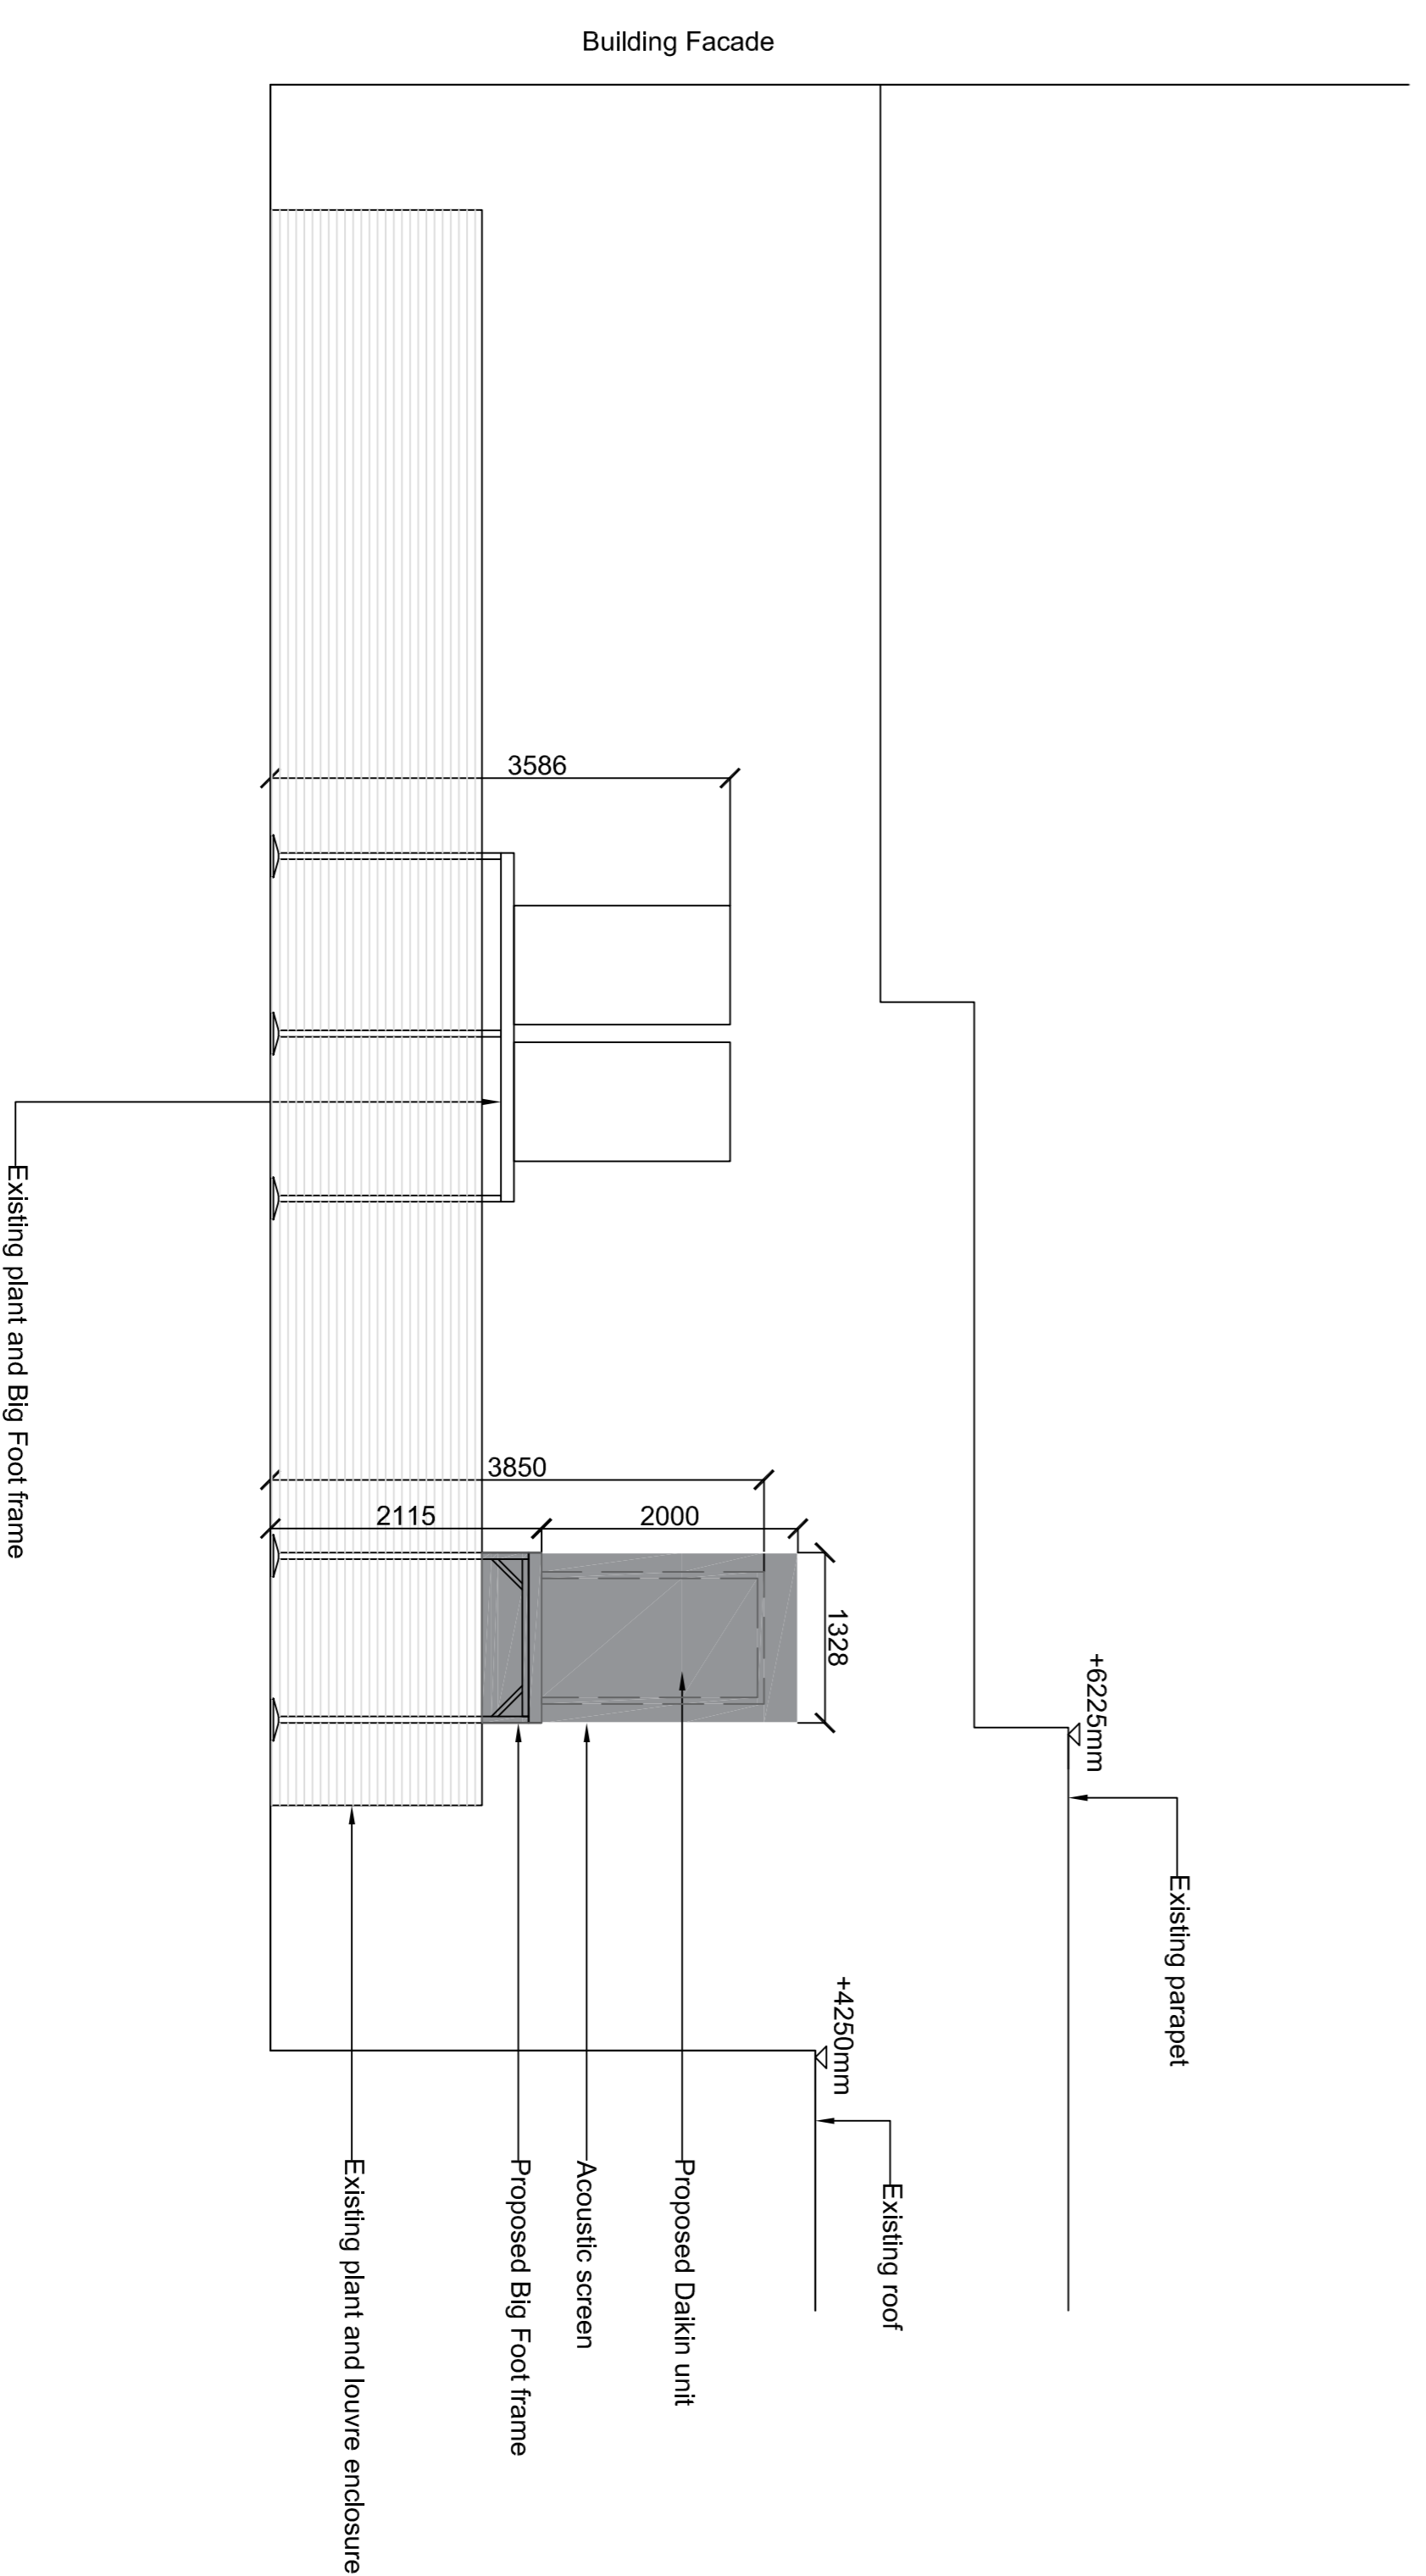 Building Facade
3586
Existing plant and Big Foot frame
3850
2115
2000
1328
+6225mm
Existing parapet
+4250mm
Existing roof
Proposed Daikin unit
Acoustic screen
Proposed Big Foot frame
Existing plant and louvre enclosure